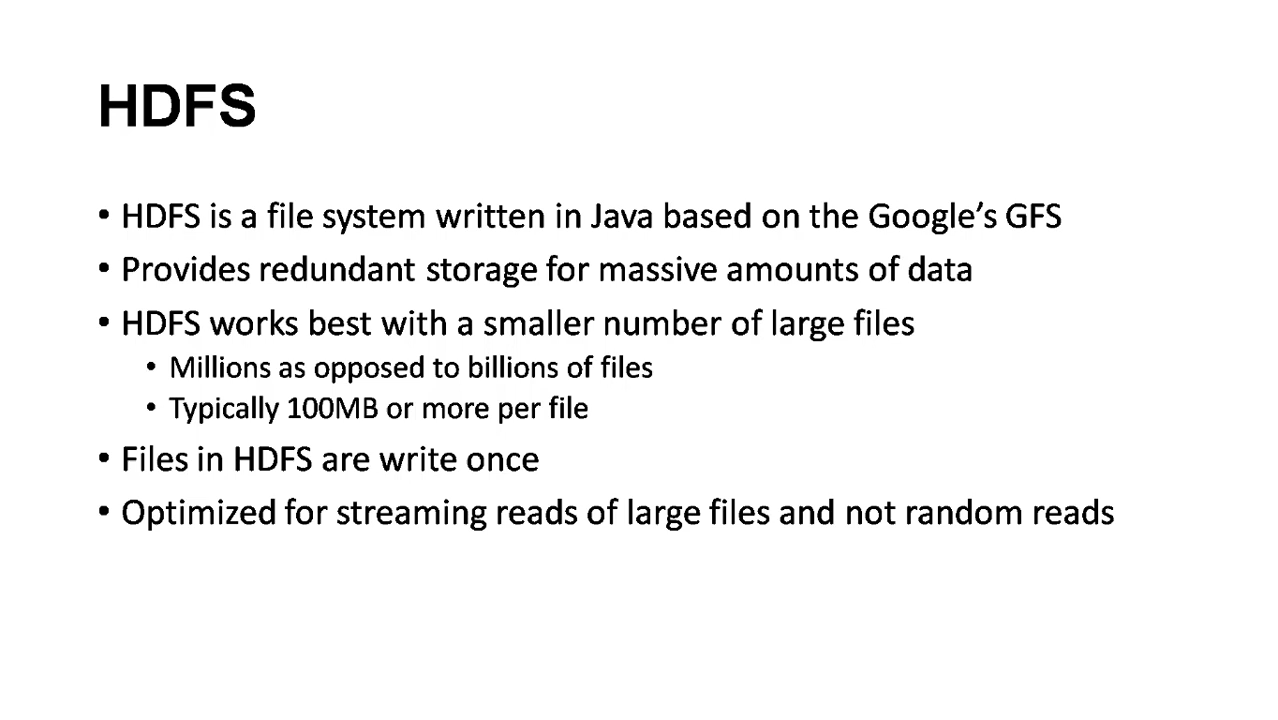 HDFS
• HDFS is a file system written in Java based on the Google’s GFS
• Provides redundant storage for massive amounts of data
• HDFS works best with a smaller number of large files
• Millions as opposed to billions of files
• Typically 100MB or more per file
• Files in HDFS are write once
• Optimized for streaming reads of large files and not random reads